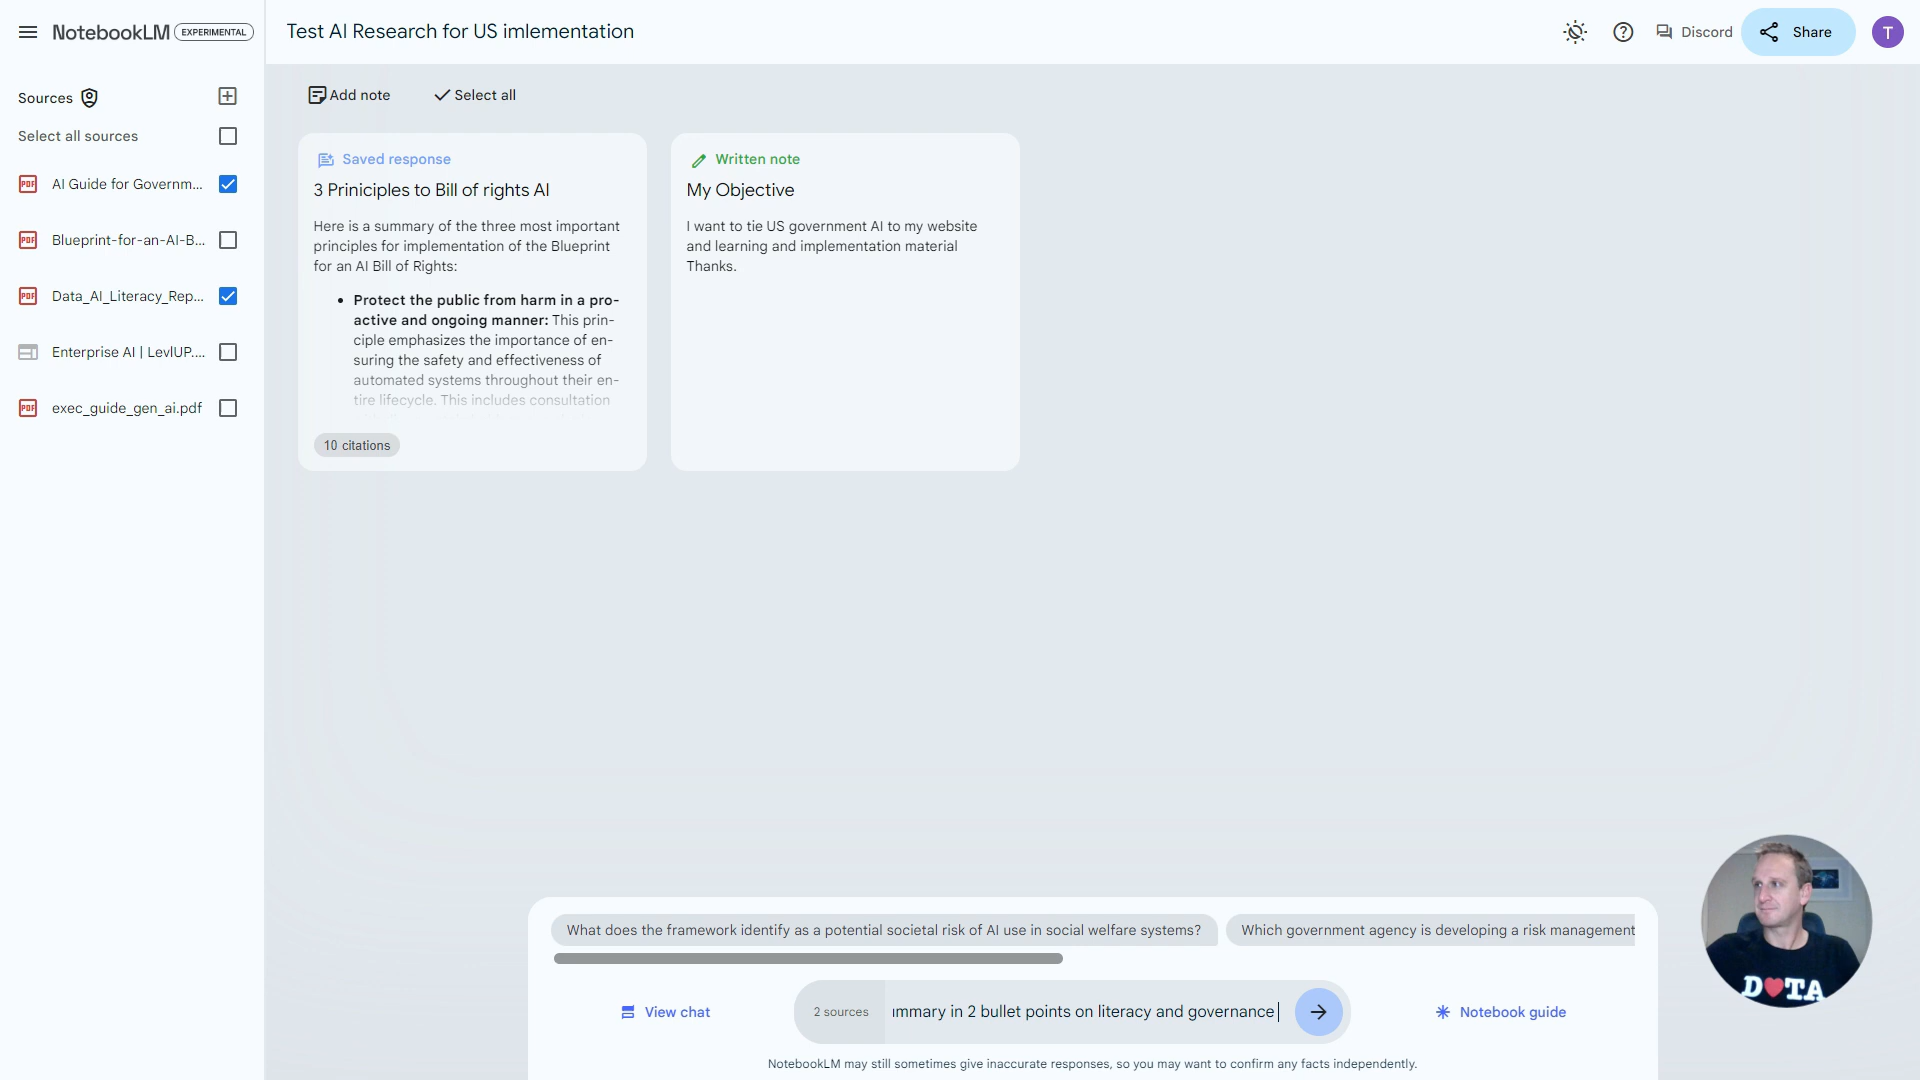 NotebookLM EXPERIMENTAL
Test AI Research for US imlementation
Discord
Share
T
Sources
Select all sources
PDF AI Guide for Governm...
PDF Blueprint-for-an-AI-B...
PDF Data_AI_Literacy_Rep...
Enterprise AI | LevlUP....
PDF exec_guide_gen_ai.pdf
Add note
Select all
Saved response
3 Priniciples to Bill of rights AI
Here is a summary of the three most important
principles for implementation of the Blueprint
for an AI Bill of Rights:
• Protect the public from harm in a pro-
active and ongoing manner: This prin-
ciple emphasizes the importance of en-
suring the safety and effectiveness of
automated systems throughout their en-
tire lifecycle. This includes consultation
10 citations
Written note
My Objective
I want to tie US government AI to my website
and learning and implementation material
Thanks.
What does the framework identify as a potential societal risk of AI use in social welfare systems?
Which government agency is developing a risk management
View chat
2 sources
ummary in 2 bullet points on literacy and governance
Notebook guide
NotebookLM may still sometimes give inaccurate responses, so you may want to confirm any facts independently.
D❤TA